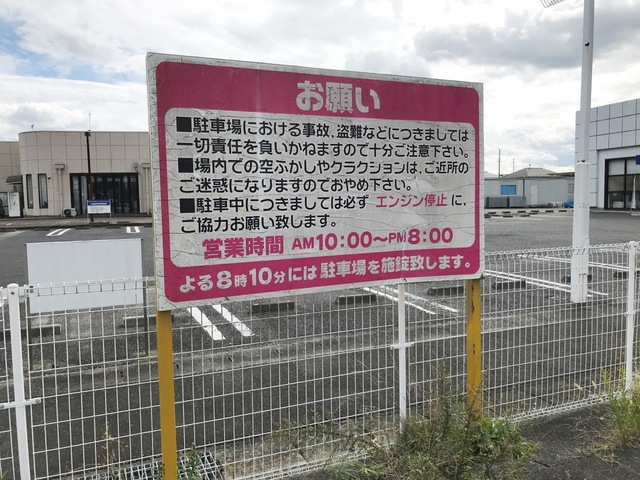 お願い
■駐車場における事故、盗難などにつきましては
一切責任を負いかねますので十分ご注意下さい。
■場内での空ふかしやクラクションは、ご近所の
ご迷惑になりますのでおやめ下さい。
■駐車中につきましては必ず エンジン停止 に、
ご協力お願い致します。
営業時間 AM10:00〜PM8:00
よる8時10分には駐車場を施錠致します。